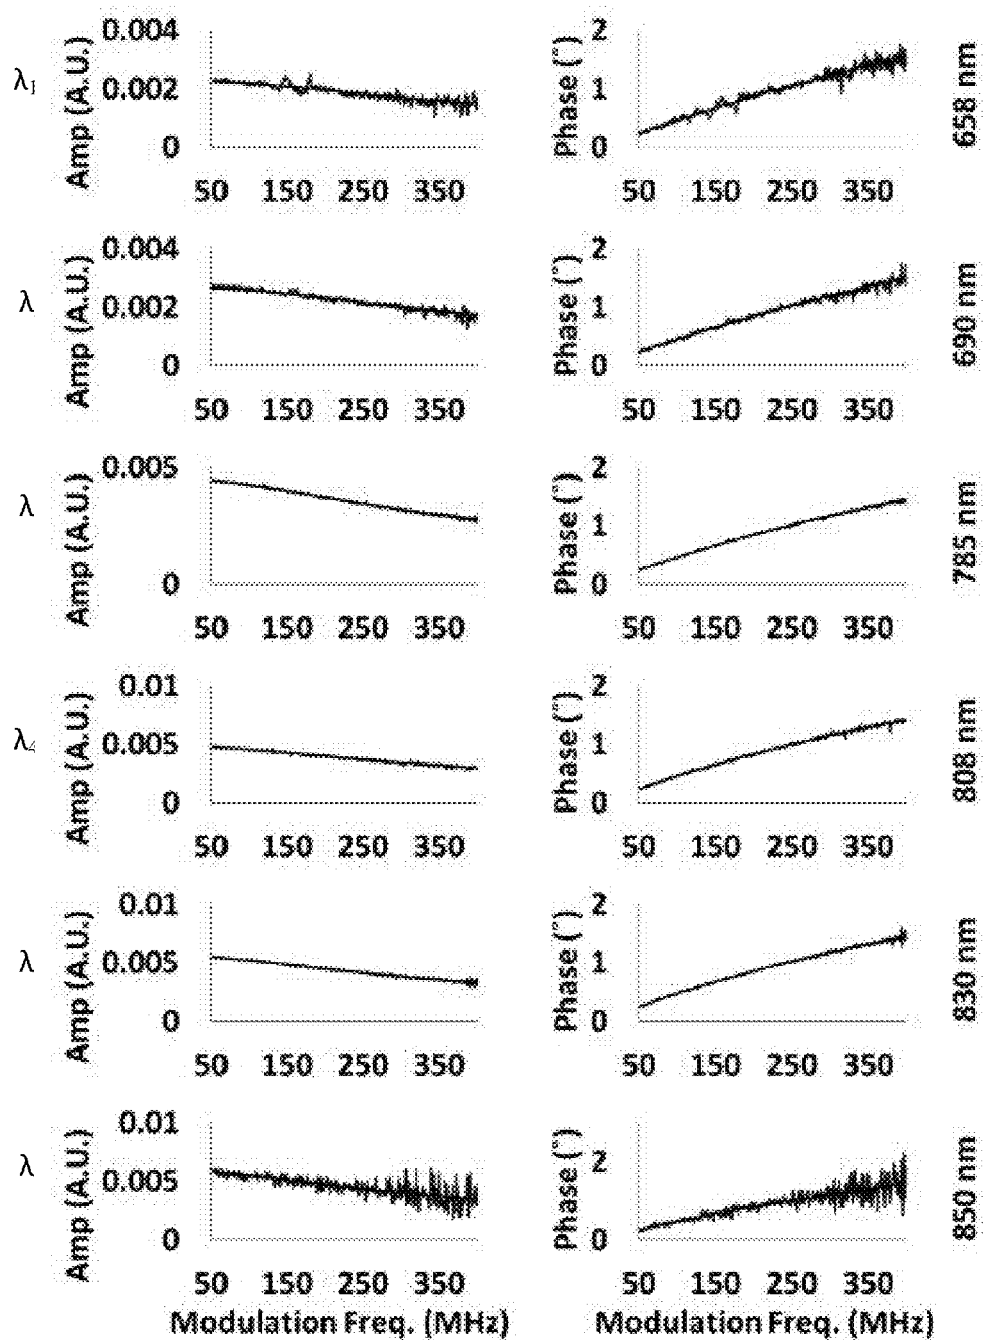 λ₁ Amp (A.U.) 0.004 0.002 0 50 150 250 350 Phase (°) 2 1 0 50 150 250 350 658 nm
λ Amp (A.U.) 0.004 0.002 0 50 150 250 350 Phase (°) 2 1 0 50 150 250 350 690 nm
λ Amp (A.U.) 0.005 0 50 150 250 350 Phase (°) 2 1 0 50 150 250 350 785 nm
λ₄ Amp (A.U.) 0.01 0.005 0 50 150 250 350 Phase (°) 2 1 0 50 150 250 350 808 nm
λ Amp (A.U.) 0.01 0.005 0 50 150 250 350 Phase (°) 2 1 0 50 150 250 350 830 nm
λ Amp (A.U.) 0.01 0.005 0 50 150 250 350 Phase (°) 2 0 50 150 250 350 850 nm
Modulation Freq. (MHz) Modulation Freq. (MHz)